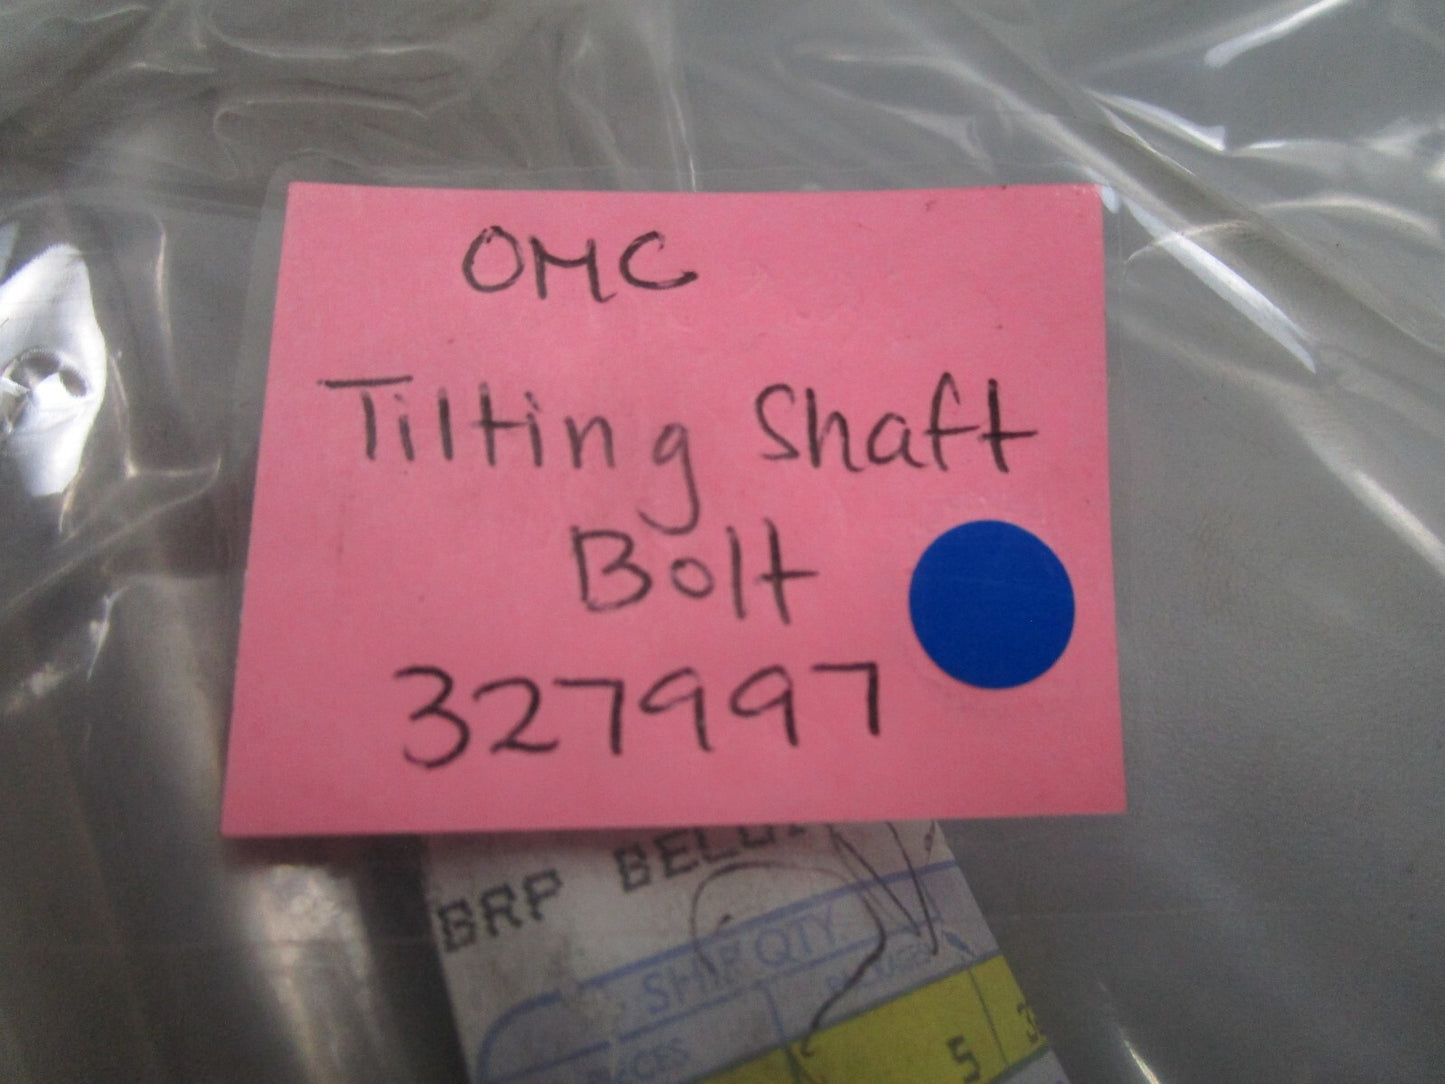 OMC
Tilting Shaft
Bolt
327997
BRP
SHIP QTY.
5